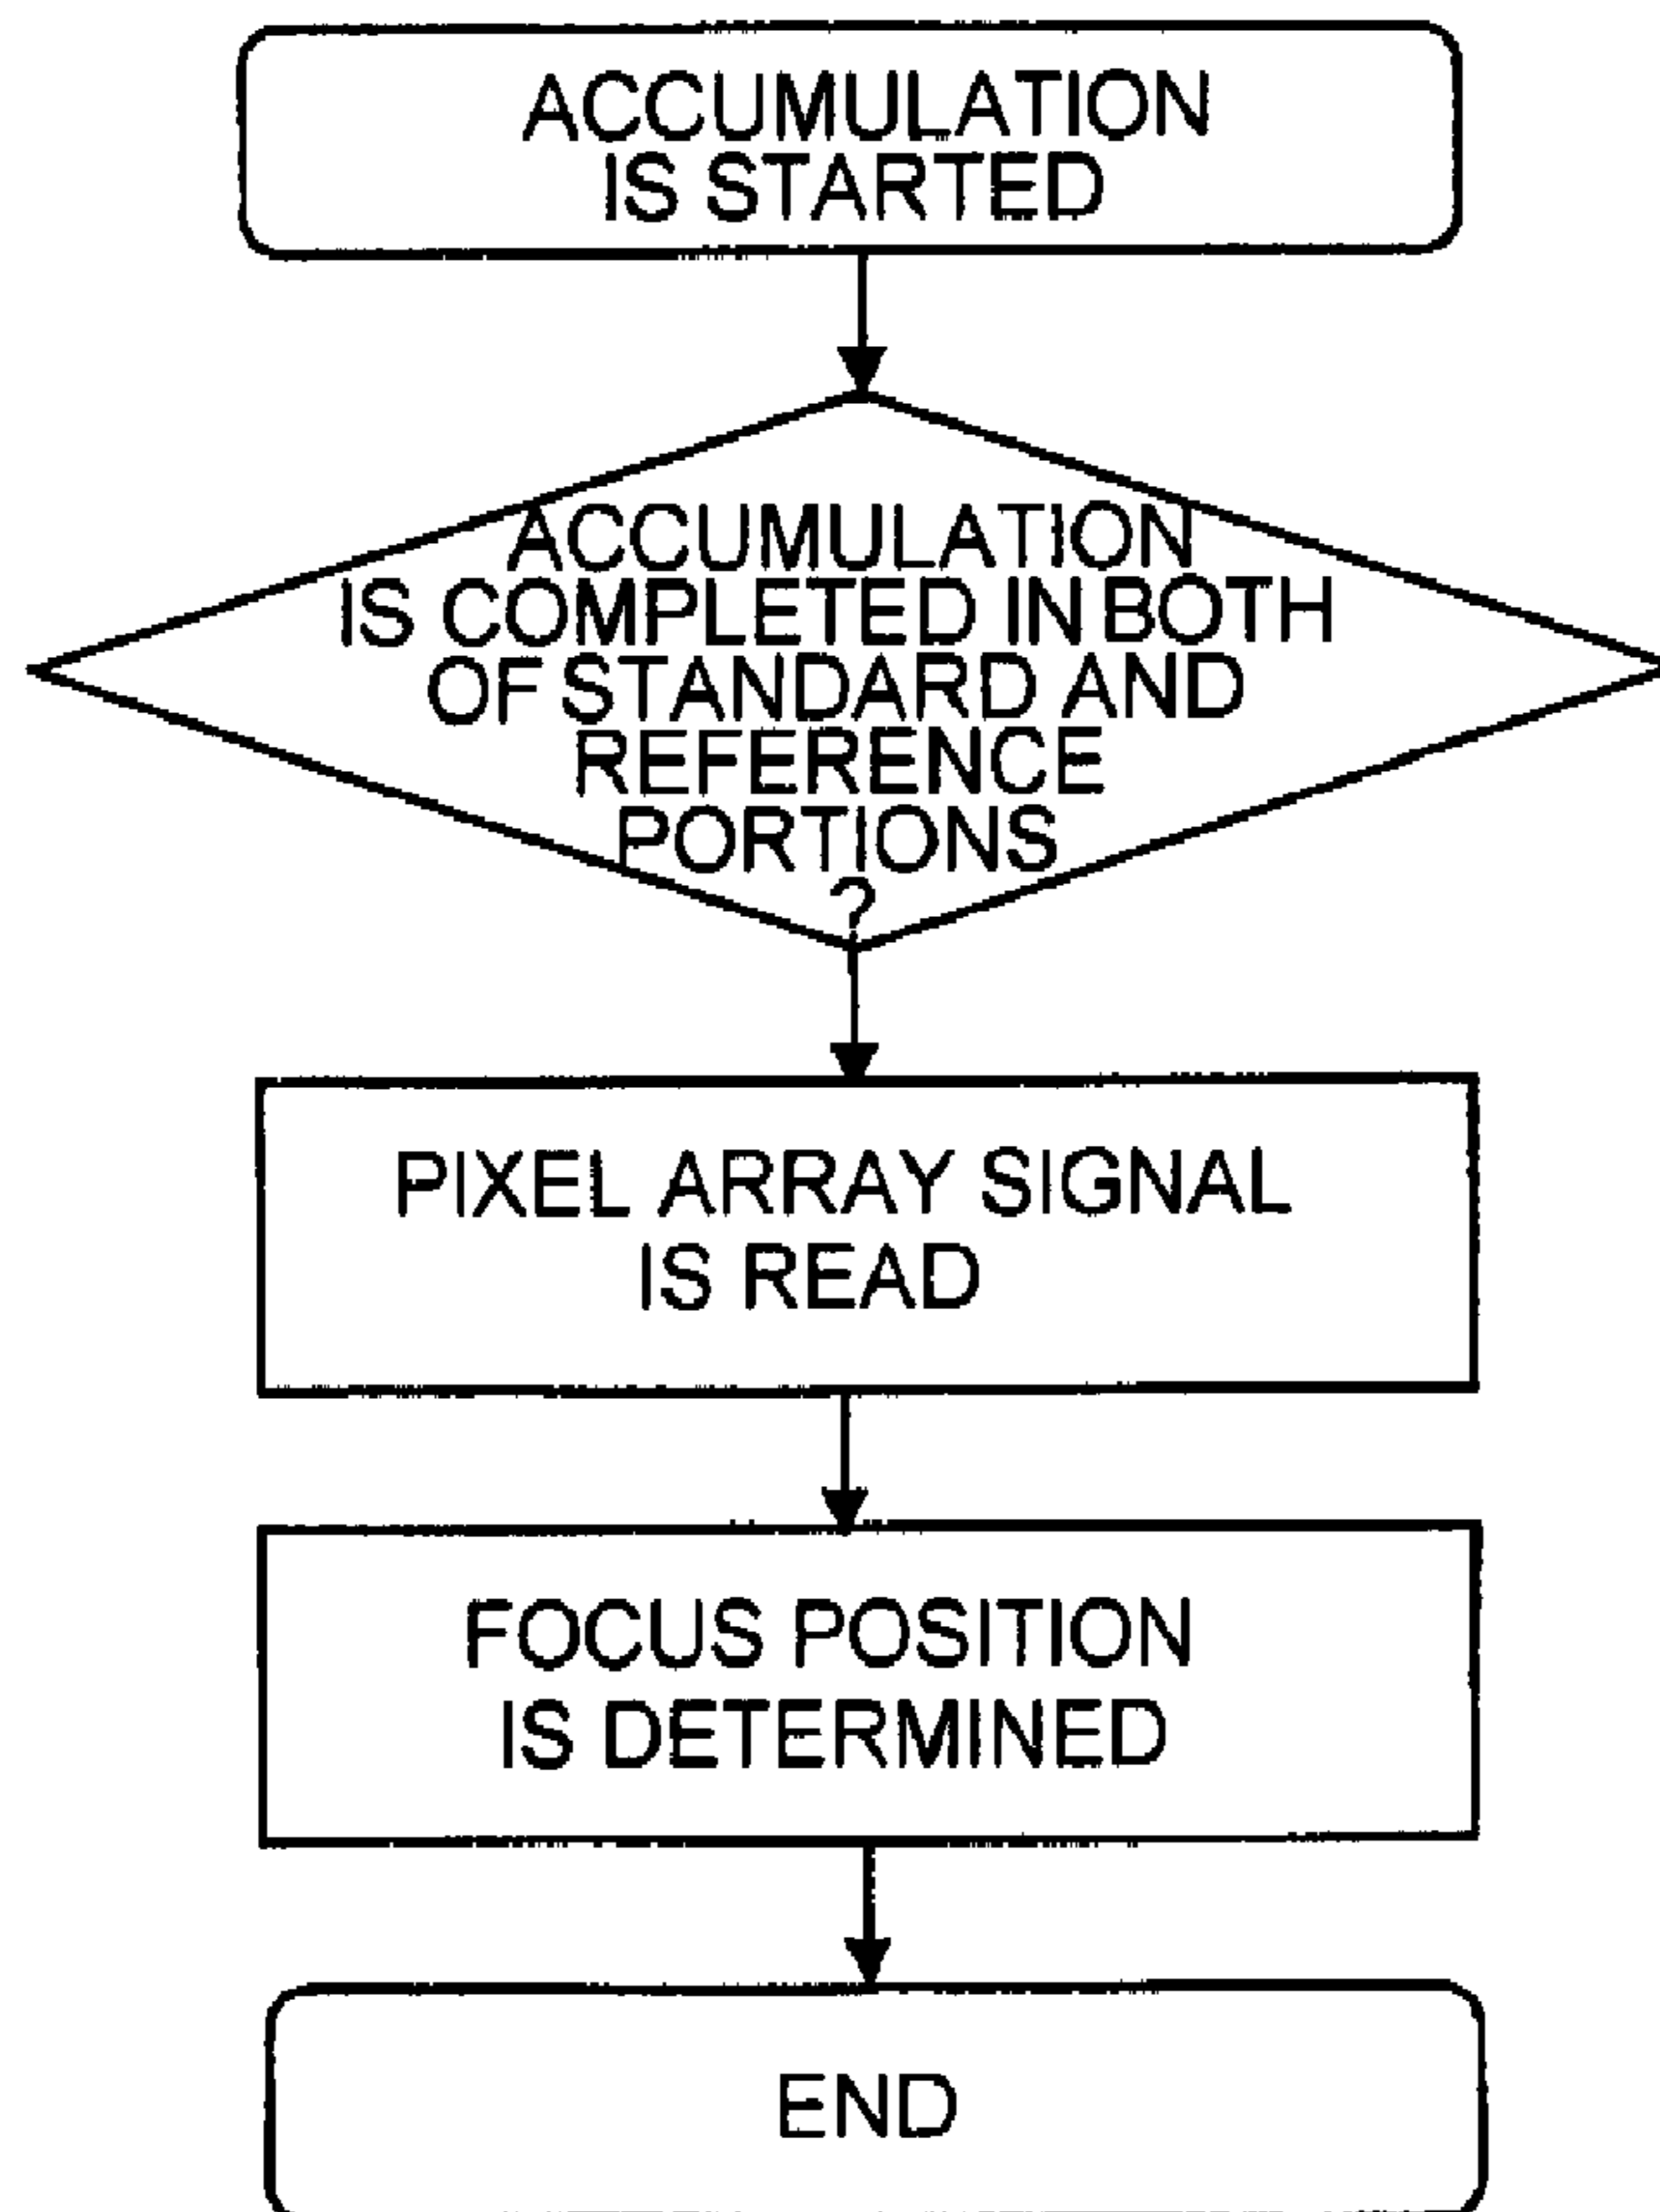 ACCUMULATION
IS STARTED
ACCUMULATION
IS COMPLETED IN BOTH
OF STANDARD AND
REFERENCE
PORTIONS
?
PIXEL ARRAY SIGNAL
IS READ
FOCUS POSITION
IS DETERMINED
END